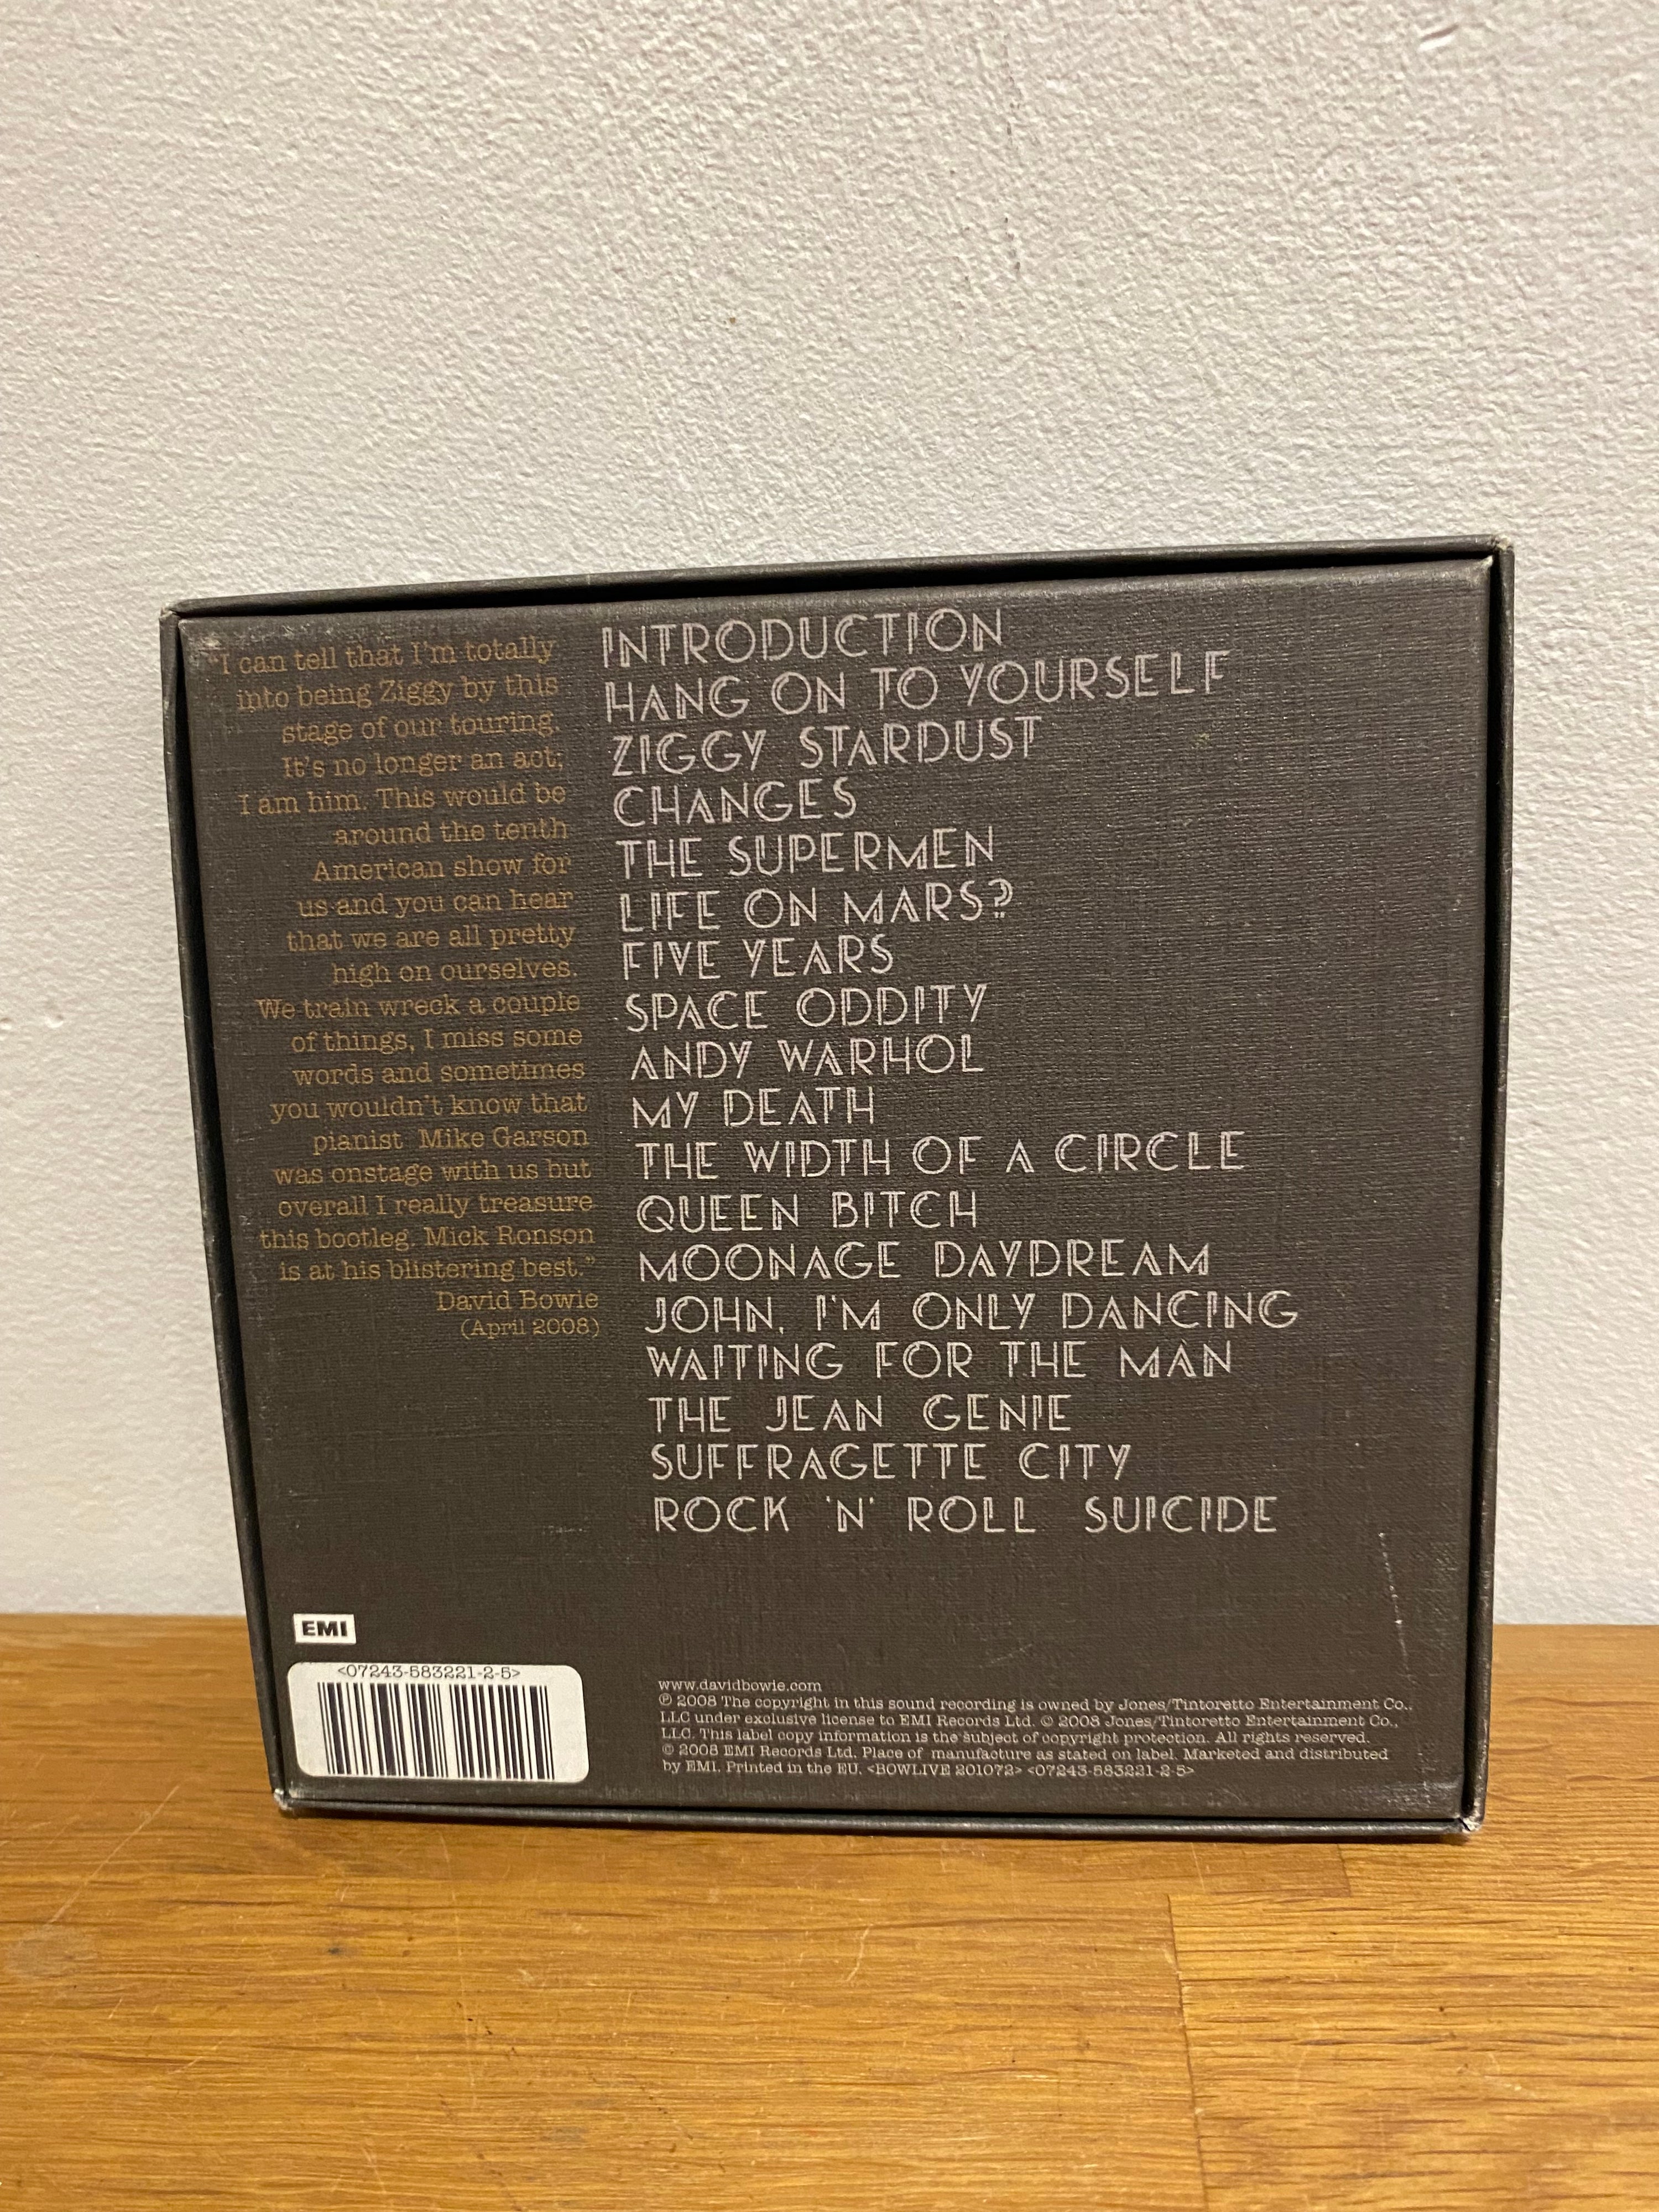 "I can tell that I'm totally
into being Ziggy by this
stage of our touring.
It's no longer an act;
I am him. This would be
around the tenth
American show for
us and you can hear
that we are all pretty
high on ourselves.
We train wreck a couple
of things, I miss some
words and sometimes
you wouldn't know that
pianist Mike Garson
was onstage with us but
overall I really treasure
this bootleg. Mick Ronson
is at his blistering best."
David Bowie
(April 2008)
INTRODUCTION
HANG ON TO YOURSELF
ZIGGY STARDUST
CHANGES
THE SUPERMEN
LIFE ON MARS?
FIVE YEARS
SPACE ODDITY
ANDY WARHOL
MY DEATH
THE WIDTH OF A CIRCLE
QUEEN BITCH
MOONAGE DAYDREAM
JOHN, I'M ONLY DANCING
WAITING FOR THE MAN
THE JEAN GENIE
SUFFRAGETTE CITY
ROCK 'N' ROLL SUICIDE
EMI
<07243-583221-2-5>
www.davidbowie.com
℗ 2008 The copyright in this sound recording is owned by Jones/Tintoretto Entertainment Co.,
LLC under exclusive license to EMI Records Ltd. © 2008 Jones/Tintoretto Entertainment Co.,
LLC. This label copy information is the subject of copyright protection. All rights reserved.
© 2008 EMI Records Ltd. Place of manufacture as stated on label. Marketed and distributed
by EMI. Printed in the EU. <BOWLIVE 201072> <07243-583221-2-5>